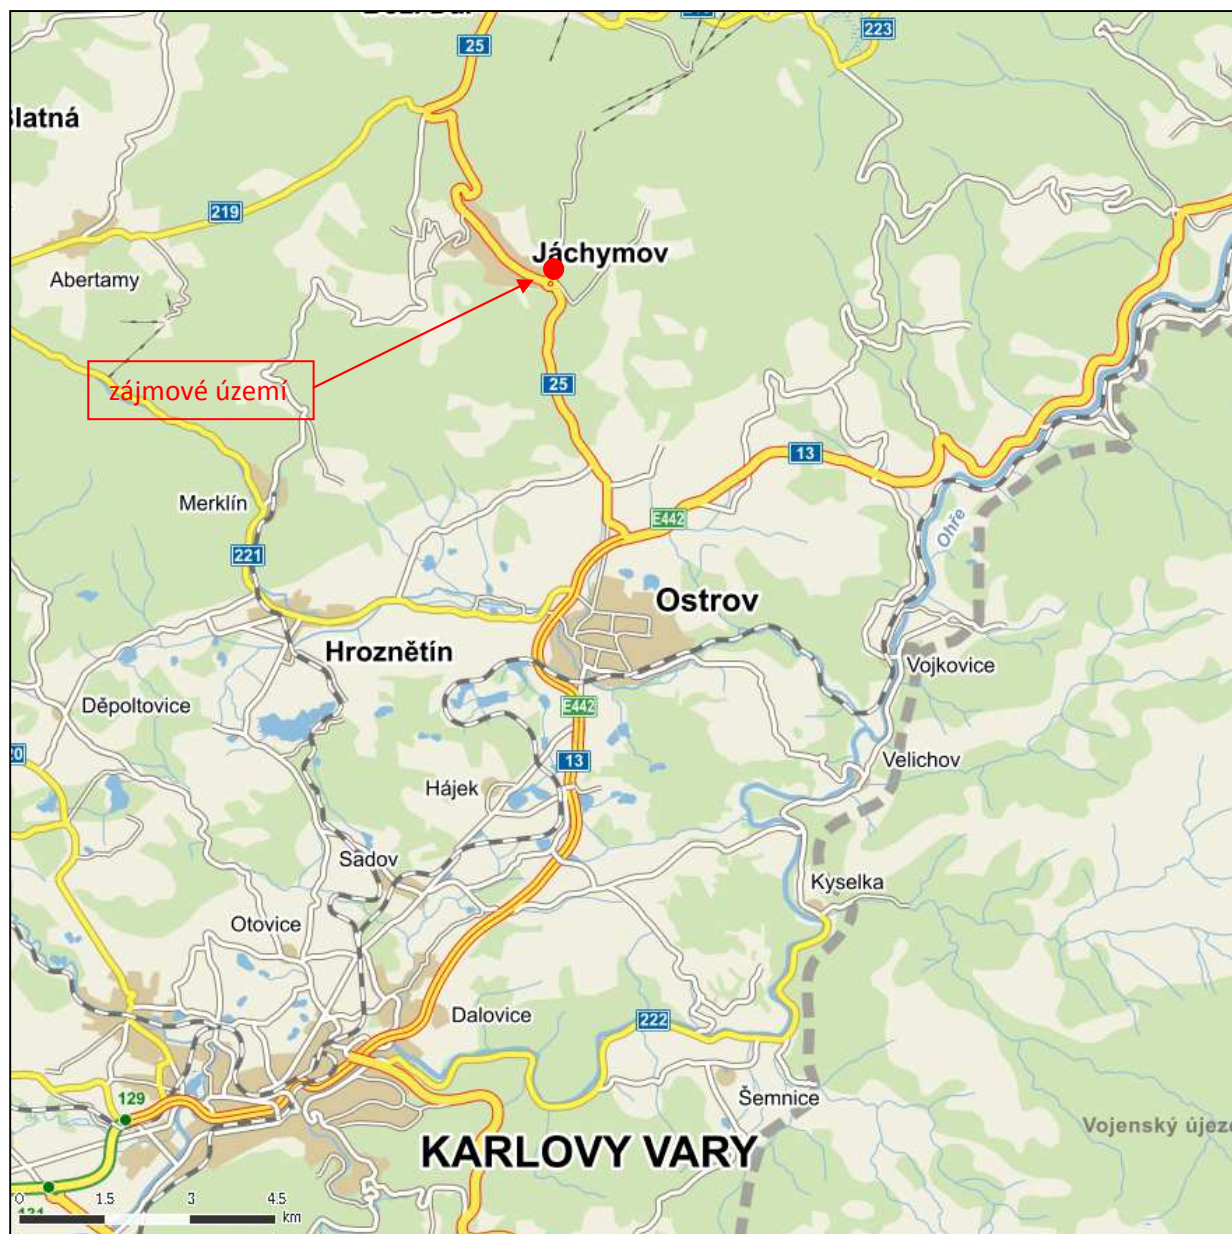 25
223
219
Jáchymov
Abertamy
zájmové území
25
13
Merklín
E442
Ohře
221
Ostrov
Hroznětín
Vojkovice
Děpoltovice
E442
Velichov
13
Hájek
Sadov
Kyselka
Otovice
Dalovice
222
129
Šemnice
Vojenský újezd
KARLOVY VARY
0 1.5 3 4.5
km